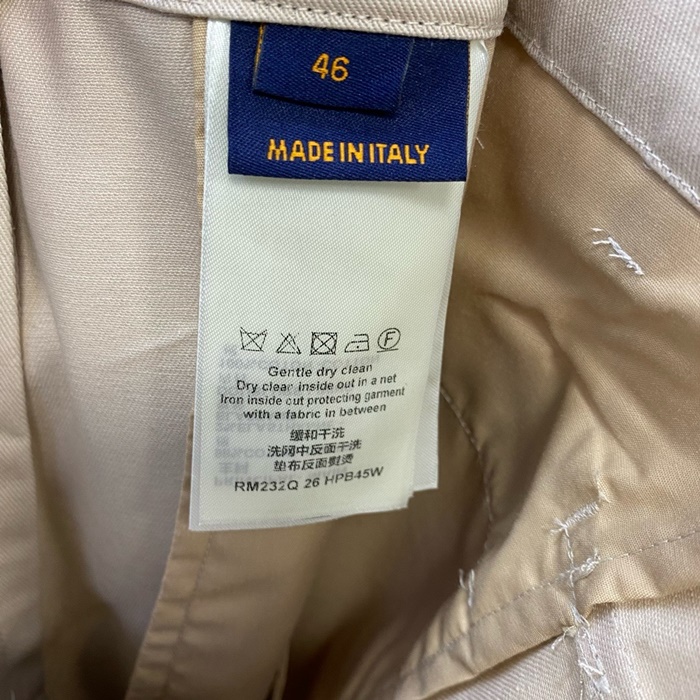 46
MADE IN ITALY
F
Gentle dry clean
Dry clean inside out in a net
Iron inside out protecting garment
with a fabric in between
缓和干洗
洗网中反面干洗
垫布反面熨烫
RM232Q 26 HPB45W